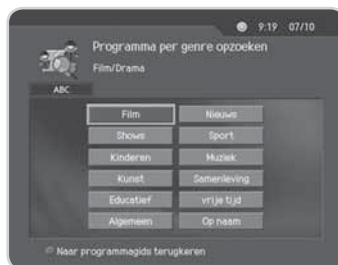 9:19 07/10
Programma per genre opzoeken
Film/Drama
ABC
Film Nieuws
Shows Sport
Kinderen Muziek
Kunst Samenleving
Educatief vrije tijd
Algemeen Op naam
Naar programmagids terugkeren